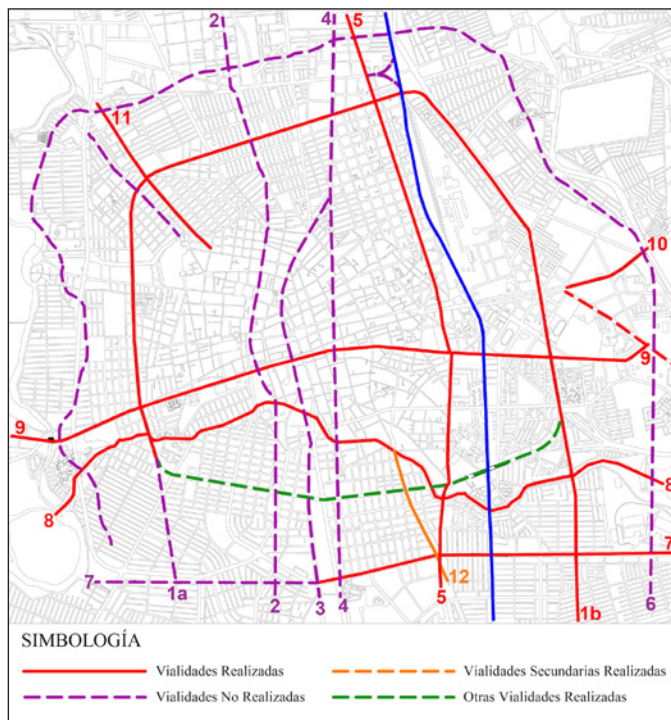 2
4
5
11
10
9
9
8
8
7
7
12
1a
2
3
4
5
1b
6
SIMBOLOGÍA
Vialidades Realizadas
Vialidades Secundarias Realizadas
Vialidades No Realizadas
Otras Vialidades Realizadas